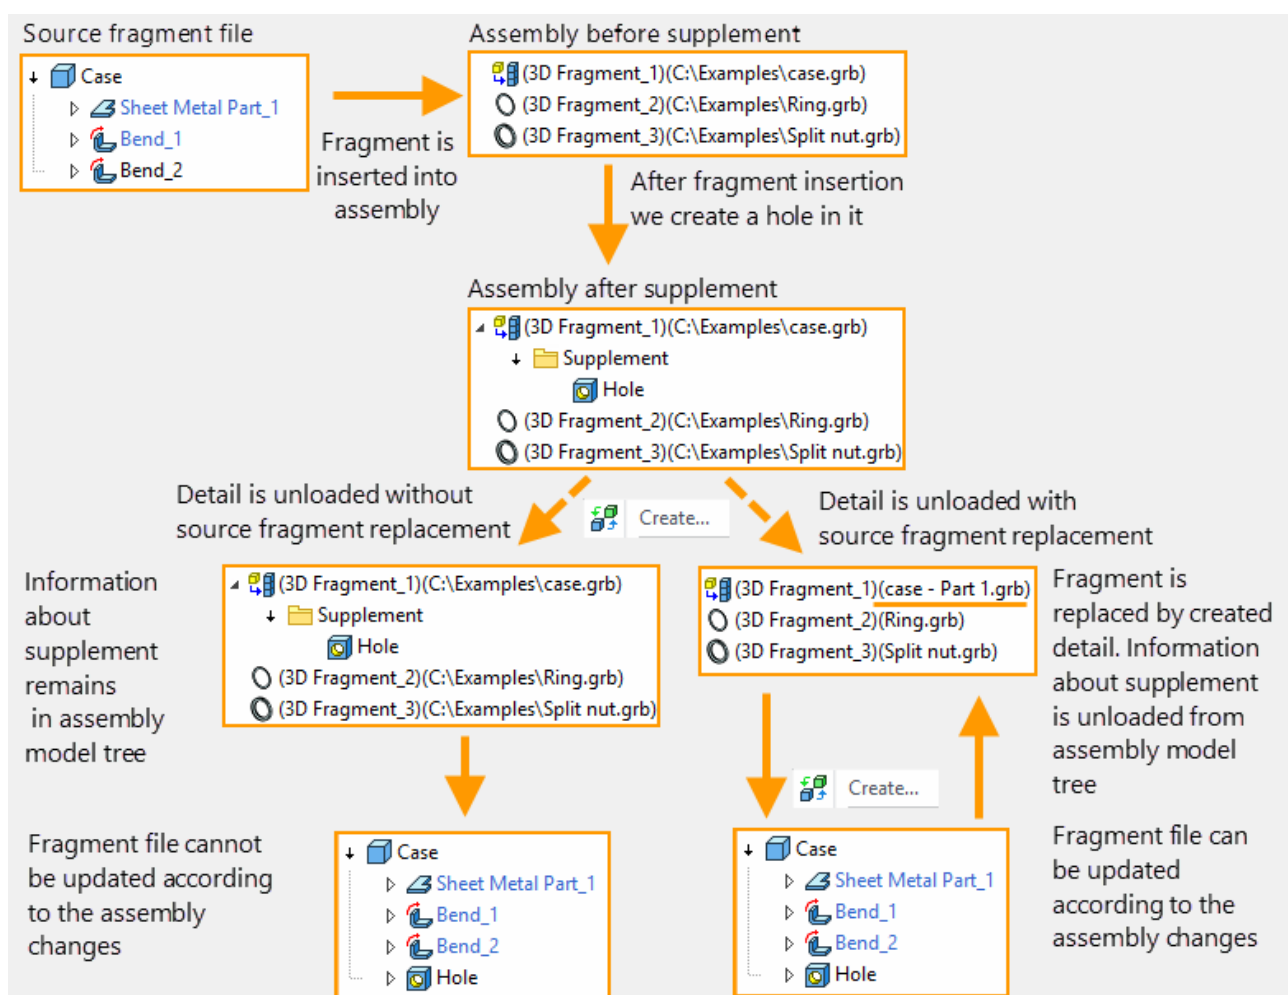 Source fragment file
Case
Sheet Metal Part_1
Bend_1
Bend_2
Fragment is
inserted into
assembly
Assembly before supplement
(3D Fragment_1)(C:\Examples\case.grb)
(3D Fragment_2)(C:\Examples\Ring.grb)
(3D Fragment_3)(C:\Examples\Split nut.grb)
After fragment insertion
we create a hole in it
Assembly after supplement
(3D Fragment_1)(C:\Examples\case.grb)
Supplement
Hole
(3D Fragment_2)(C:\Examples\Ring.grb)
(3D Fragment_3)(C:\Examples\Split nut.grb)
Detail is unloaded without
source fragment replacement
Create...
Detail is unloaded with
source fragment replacement
Information
about
supplement
remains
in assembly
model tree
(3D Fragment_1)(C:\Examples\case.grb)
Supplement
Hole
(3D Fragment_2)(C:\Examples\Ring.grb)
(3D Fragment_3)(C:\Examples\Split nut.grb)
(3D Fragment_1)(case - Part 1.grb)
(3D Fragment_2)(Ring.grb)
(3D Fragment_3)(Split nut.grb)
Fragment is
replaced by created
detail. Information
about supplement
is unloaded from
assembly model
tree
Create...
Fragment file cannot
be updated according
to the assembly
changes
Case
Sheet Metal Part_1
Bend_1
Bend_2
Hole
Case
Sheet Metal Part_1
Bend_1
Bend_2
Hole
Fragment file can
be updated
according to the
assembly changes